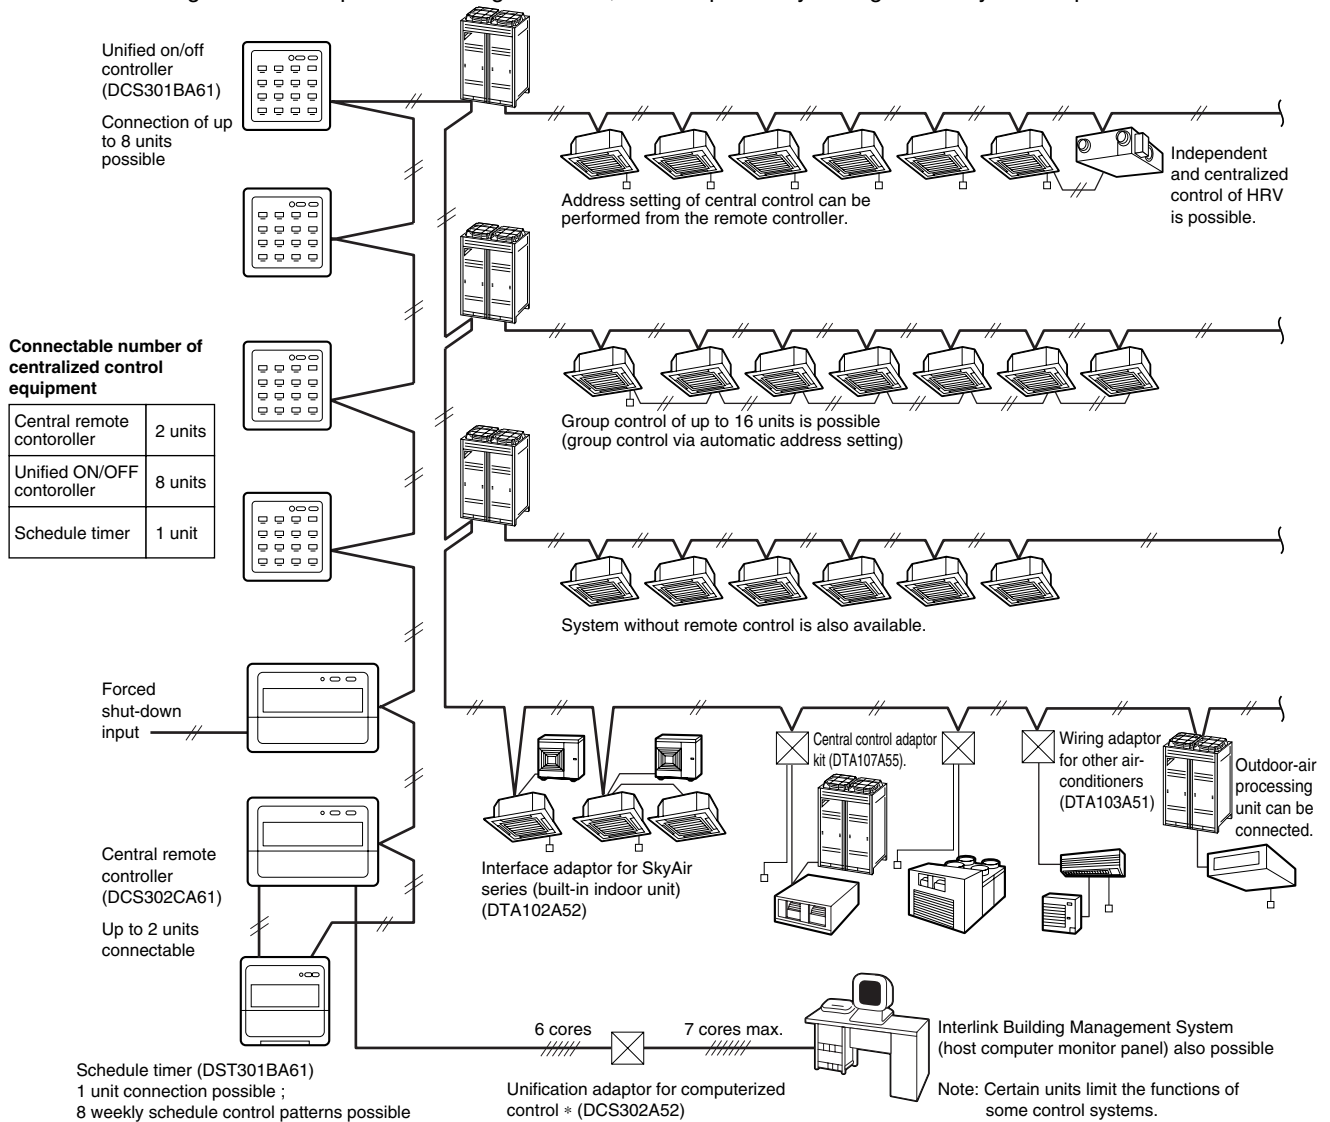 Unified on/off
controller
(DCS301BA61)
Connection of up
to 8 units
possible
Independent
and centralized
control of HRV
is possible.
Address setting of central control can be
performed from the remote controller.
Connectable number of
centralized control
equipment
Central remote
contoroller
2 units
Unified ON/OFF
contoroller
8 units
Schedule timer
1 unit
Group control of up to 16 units is possible
(group control via automatic address setting)
System without remote control is also available.
Forced
shut-down
input
Central control adaptor
kit (DTA107A55).
Wiring adaptor
for other air-
conditioners
(DTA103A51)
Outdoor-air
processing
unit can be
connected.
Interface adaptor for SkyAir
series (built-in indoor unit)
(DTA102A52)
Central remote
controller
(DCS302CA61)
Up to 2 units
connectable
6 cores
7 cores max.
Interlink Building Management System
(host computer monitor panel) also possible
Schedule timer (DST301BA61)
1 unit connection possible ;
8 weekly schedule control patterns possible
Unification adaptor for computerized
control * (DCS302A52)
Note: Certain units limit the functions of
some control systems.